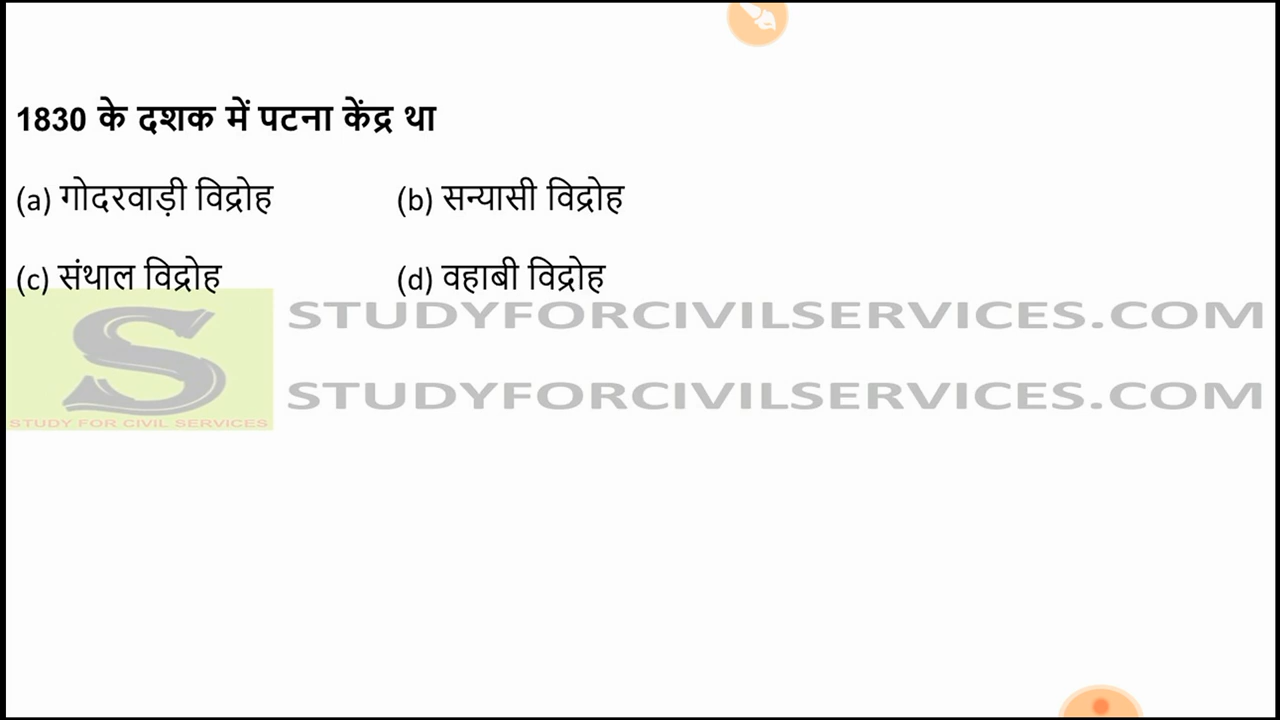 1830 के दशक में पटना केंद्र था
(a) गोदरवाड़ी विद्रोह (b) सन्यासी विद्रोह
(c) संथाल विद्रोह (d) वहाबी विद्रोह
S STUDYFORCIVILSERVICES.COM
STUDYFORCIVILSERVICES.COM
STUDY FOR CIVIL SERVICES